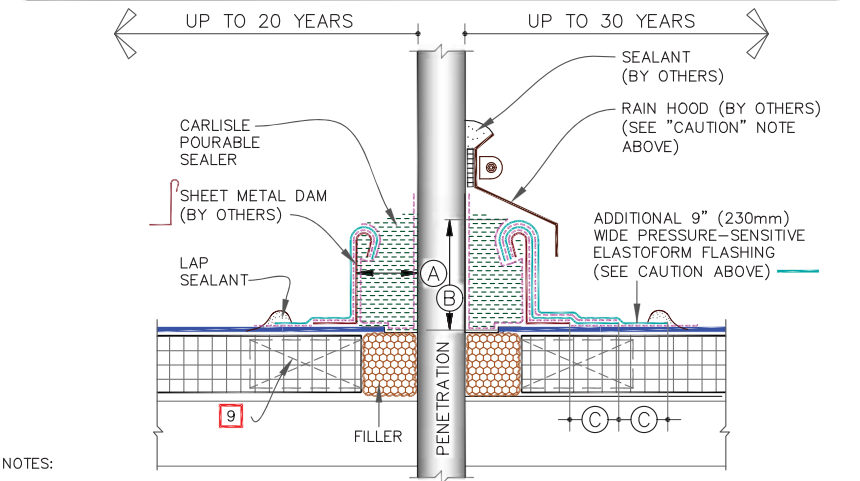 UP TO 20 YEARS
UP TO 30 YEARS
SEALANT
(BY OTHERS)
RAIN HOOD (BY OTHERS)
(SEE "CAUTION" NOTE
ABOVE)
CARLISLE
POURABLE
SEALER
SHEET METAL DAM
(BY OTHERS)
ADDITIONAL 9" (230mm)
WIDE PRESSURE-SENSITIVE
ELASTOFORM FLASHING
(SEE CAUTION ABOVE)
LAP
SEALANT
A
B
PENETRATION
9
FILLER
C
C
NOTES: